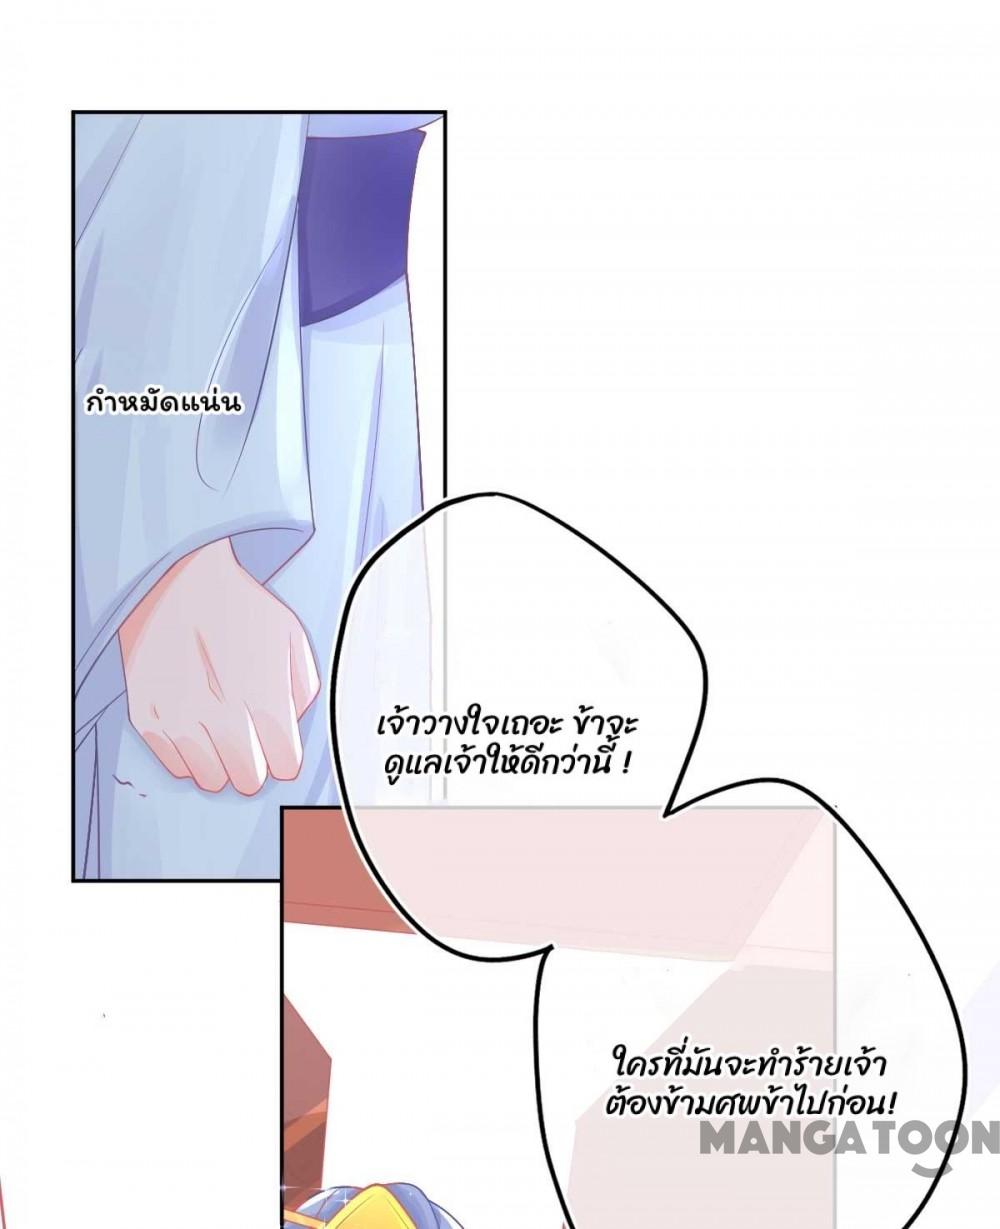 กำหมัดแน่น
เจ้าวางใจเถอะ ข้าจะ
ดูแลเจ้าให้ดีกว่านี้ !
ใครที่มันจะทำร้ายเจ้า
ต้องข้ามศพข้าไปก่อน!
MANGATOON